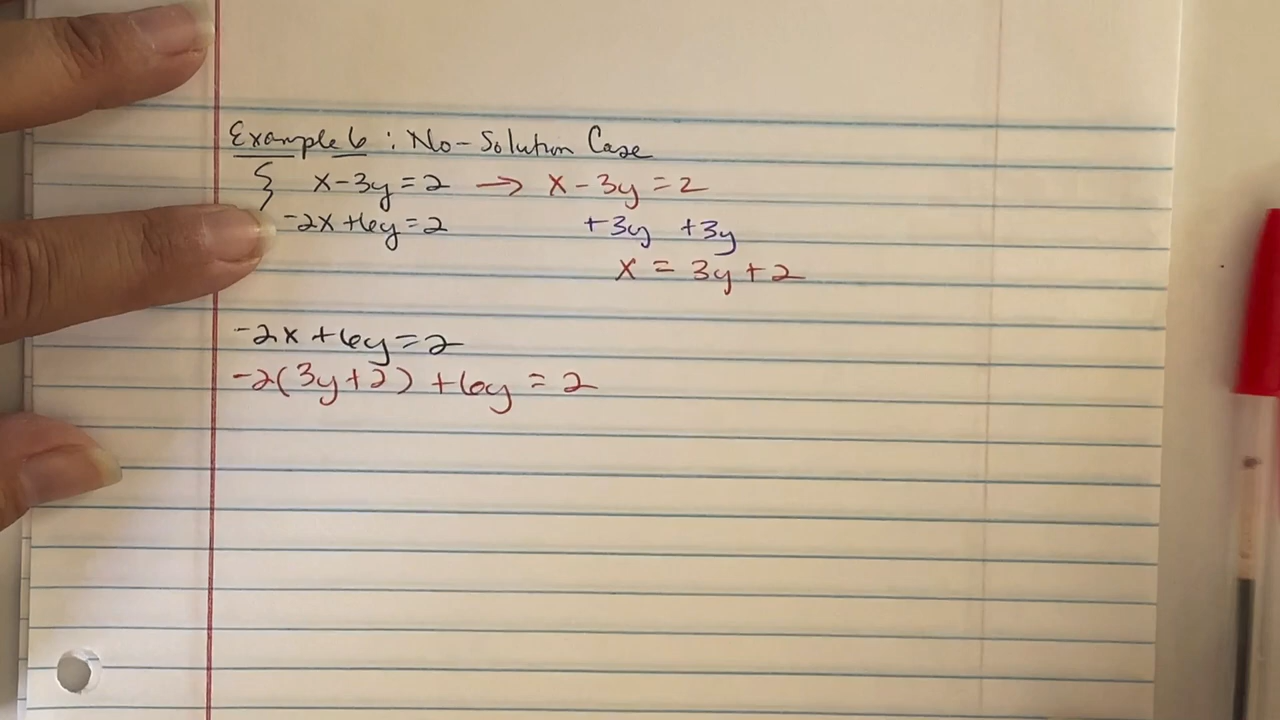 Example 6 : No-Solution Case
{ x-3y=2 → x-3y=2
-2x+6y=2 +3y +3y
x = 3y+2
-2x+6y=2
-2(3y+2)+6y=2